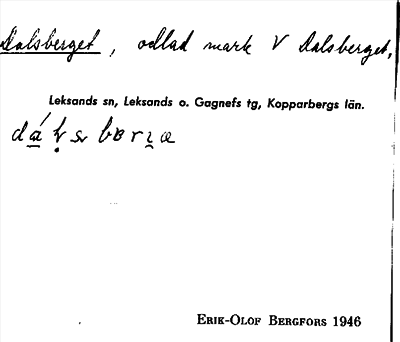 Dalsberget, odlad mark V Dalsberget,
Leksands sn, Leksands o. Gagnefs tg, Kopparbergs län.
ERIK-OLOF BERGFORS 1946